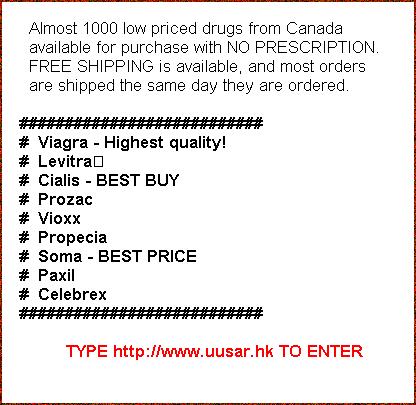 Almost 1000 low priced drugs from Canada
available for purchase with NO PRESCRIPTION.
FREE SHIPPING is available, and most orders
are shipped the same day they are ordered.
##########################
# Viagra - Highest quality!
# Levitra□
# Cialis - BEST BUY
# Prozac
# Vioxx
# Propecia
# Soma - BEST PRICE
# Paxil
# Celebrex
##########################
TYPE http://www.uusar.hk TO ENTER